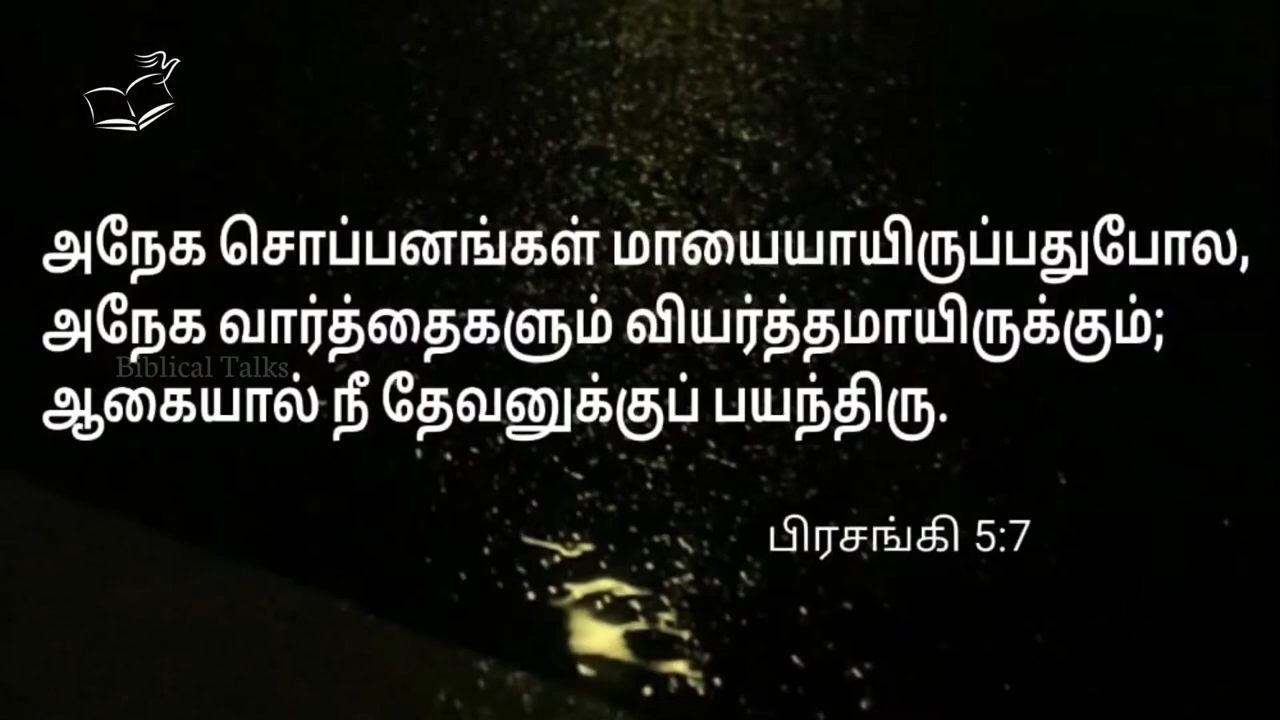 அநேக சொப்பனங்கள் மாயையாயிருப்பதுபோல,
அநேக வார்த்தைகளும் வியர்த்தமாயிருக்கும்;
Biblical Talks
ஆகையால் நீ தேவனுக்குப் பயந்திரு.
பிரசங்கி 5:7